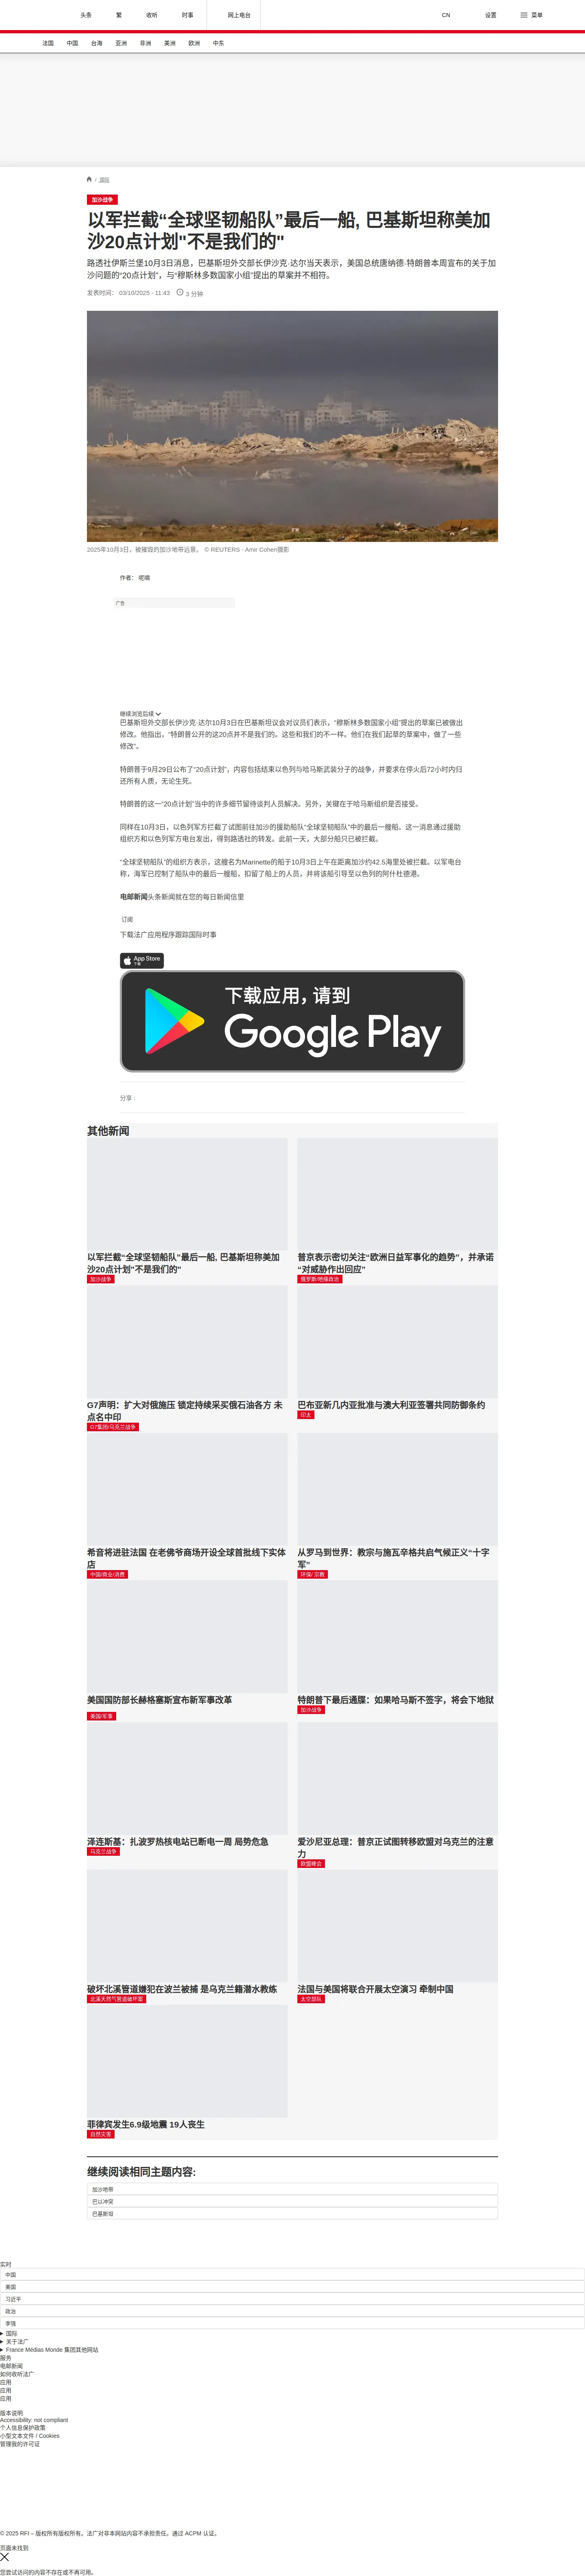 头条
繁
收听
时事
网上电台
CN
设置
菜单
法国
中国
台海
亚洲
非洲
美洲
欧洲
中东
/ 国际
加沙战争
以军拦截“全球坚韧船队”最后一船, 巴基斯坦称美加
沙20点计划"不是我们的"
路透社伊斯兰堡10月3日消息，巴基斯坦外交部长伊沙克·达尔当天表示，美国总统唐纳德·特朗普本周宣布的关于加
沙问题的“20点计划”，与“穆斯林多数国家小组”提出的草案并不相符。
发表时间： 03/10/2025 - 11:43
3 分钟
2025年10月3日，被摧毁的加沙地带远景。 © REUTERS - Amir Cohen摄影
作者： 呢喃
广告
继续浏览后续
巴基斯坦外交部长伊沙克·达尔10月3日在巴基斯坦议会对议员们表示，“穆斯林多数国家小组”提出的草案已被做出
修改。他指出，“特朗普公开的这20点并不是我们的。这些和我们的不一样。他们在我们起草的草案中，做了一些
修改”。
特朗普于9月29日公布了“20点计划”，内容包括结束以色列与哈马斯武装分子的战争，并要求在停火后72小时内归
还所有人质，无论生死。
特朗普的这一“20点计划”当中的许多细节留待谈判人员解决。另外，关键在于哈马斯组织是否接受。
同样在10月3日，以色列军方拦截了试图前往加沙的援助船队“全球坚韧船队”中的最后一艘船。这一消息通过援助
组织方和以色列军方电台发出，得到路透社的转发。此前一天，大部分船只已被拦截。
“全球坚韧船队”的组织方表示，这艘名为Marinette的船于10月3日上午在距离加沙约42.5海里处被拦截。以军电台
称，海军已控制了船队中的最后一艘船，扣留了船上的人员，并将该船引导至以色列的阿什杜德港。
电邮新闻头条新闻就在您的每日新闻信里
订阅
下载法广应用程序跟踪国际时事
App Store
下载
下载应用，请到
Google Play
分享 :
其他新闻
以军拦截“全球坚韧船队”最后一船, 巴基斯坦称美加
沙20点计划"不是我们的"
加沙战争
普京表示密切关注“欧洲日益军事化的趋势”，并承诺
“对威胁作出回应”
俄罗斯/地缘政治
G7声明：扩大对俄施压 锁定持续采买俄石油各方 未
点名中印
G7集团/乌克兰战争
巴布亚新几内亚批准与澳大利亚签署共同防御条约
印太
希音将进驻法国 在老佛爷商场开设全球首批线下实体
店
中国/商业/消费
从罗马到世界：教宗与施瓦辛格共启气候正义“十字
军”
环保/ 宗教
美国国防部长赫格塞斯宣布新军事改革
美国/军事
特朗普下最后通牒：如果哈马斯不签字，将会下地狱
加沙战争
泽连斯基：扎波罗热核电站已断电一周 局势危急
乌克兰战争
爱沙尼亚总理：普京正试图转移欧盟对乌克兰的注意
力
欧盟峰会
破坏北溪管道嫌犯在波兰被捕 是乌克兰籍潜水教练
北溪天然气管道破坏案
法国与美国将联合开展太空演习 牵制中国
太空部队
菲律宾发生6.9级地震 19人丧生
自然灾害
继续阅读相同主题内容:
加沙地带
巴以冲突
巴基斯坦
实时
中国
美国
习近平
政治
李强
国际
关于法广
France Médias Monde 集团其他网站
服务
电邮新闻
如何收听法广
应用
应用
应用
版本说明
Accessibility: not compliant
个人信息保护政策
小型文本文件 / Cookies
管理我的许可证
© 2025 RFI – 版权所有版权所有。法广对非本网站内容不承担责任。通过 ACPM 认证。
页面未找到
您尝试访问的内容不存在或不再可用。